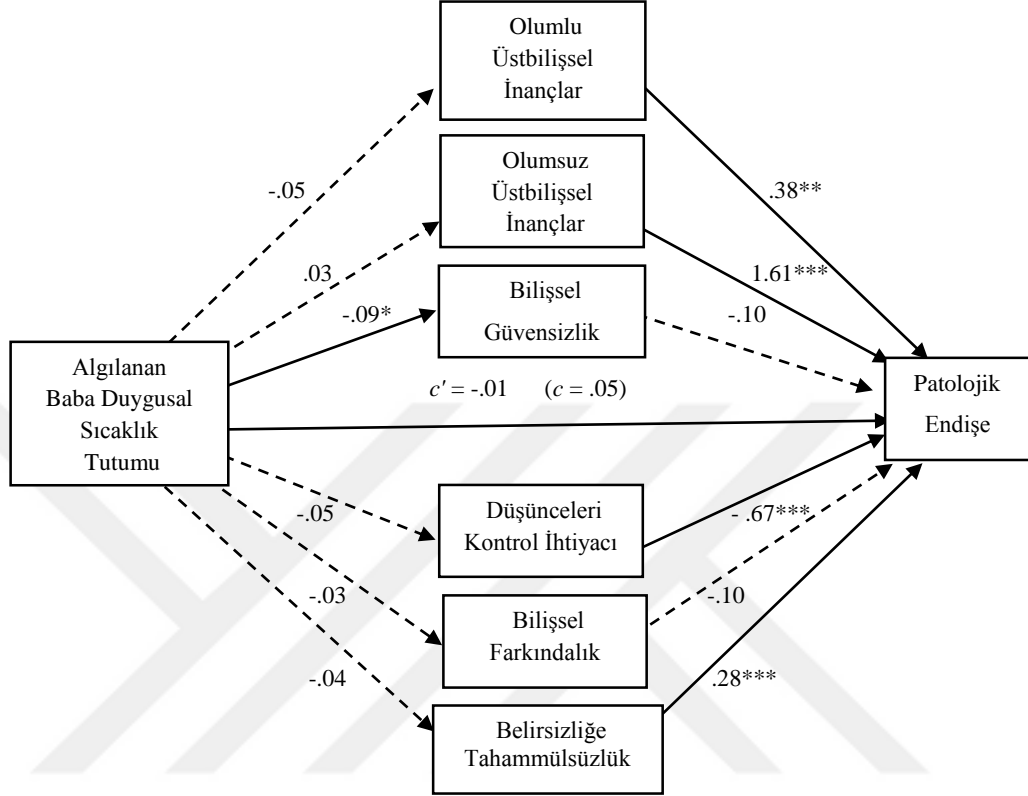 Olumlu
Üstbilişsel
İnançlar
-.05
.38**
Olumsuz
Üstbilişsel
İnançlar
.03
1.61***
Bilişsel
Güvensizlik
-.09*
-.10
Algılanan
Baba Duygusal
Sıcaklık
Tutumu
c' = -.01 (c = .05)
Patolojik
Endişe
Düşünceleri
Kontrol İhtiyacı
-.05
- .67***
Bilişsel
Farkındalık
-.03
-.10
Belirsizliğe
Tahammülsüzlük
-.04
.28***